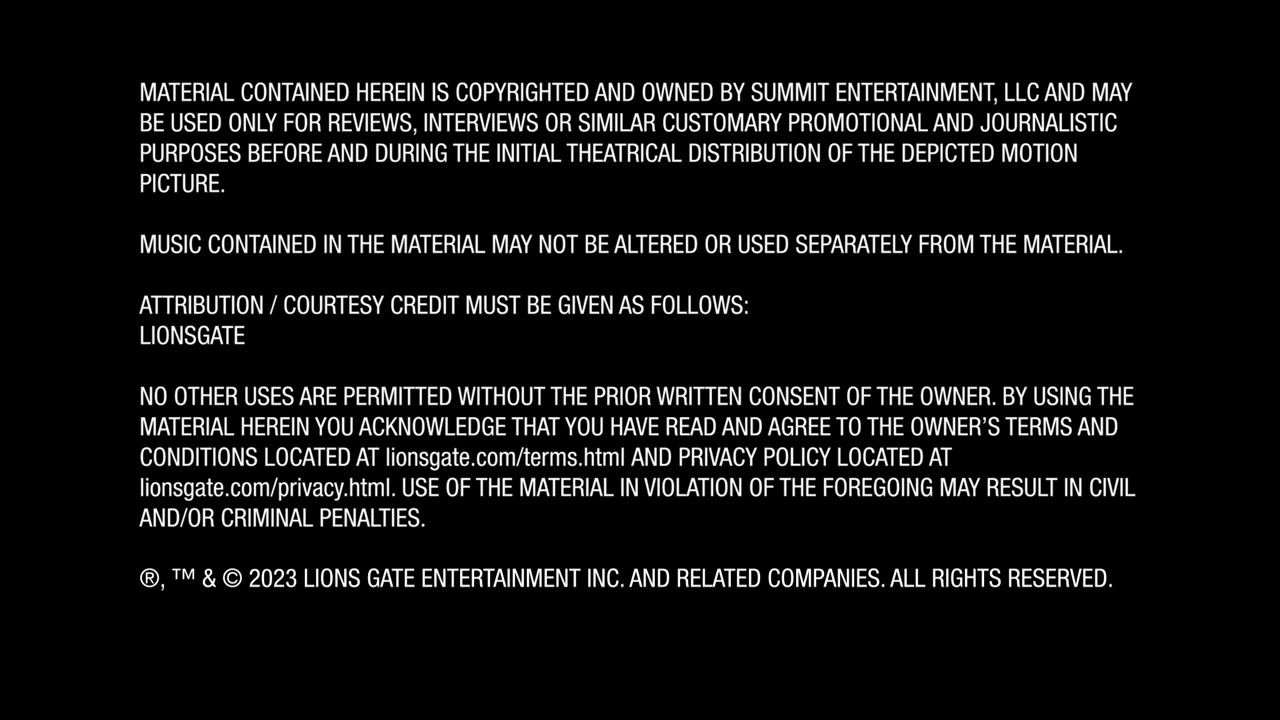 MATERIAL CONTAINED HEREIN IS COPYRIGHTED AND OWNED BY SUMMIT ENTERTAINMENT, LLC AND MAY
BE USED ONLY FOR REVIEWS, INTERVIEWS OR SIMILAR CUSTOMARY PROMOTIONAL AND JOURNALISTIC
PURPOSES BEFORE AND DURING THE INITIAL THEATRICAL DISTRIBUTION OF THE DEPICTED MOTION
PICTURE.
MUSIC CONTAINED IN THE MATERIAL MAY NOT BE ALTERED OR USED SEPARATELY FROM THE MATERIAL.
ATTRIBUTION / COURTESY CREDIT MUST BE GIVEN AS FOLLOWS:
LIONSGATE
NO OTHER USES ARE PERMITTED WITHOUT THE PRIOR WRITTEN CONSENT OF THE OWNER. BY USING THE
MATERIAL HEREIN YOU ACKNOWLEDGE THAT YOU HAVE READ AND AGREE TO THE OWNER’S TERMS AND
CONDITIONS LOCATED AT lionsgate.com/terms.html AND PRIVACY POLICY LOCATED AT
lionsgate.com/privacy.html. USE OF THE MATERIAL IN VIOLATION OF THE FOREGOING MAY RESULT IN CIVIL
AND/OR CRIMINAL PENALTIES.
®, ™ & © 2023 LIONS GATE ENTERTAINMENT INC. AND RELATED COMPANIES. ALL RIGHTS RESERVED.